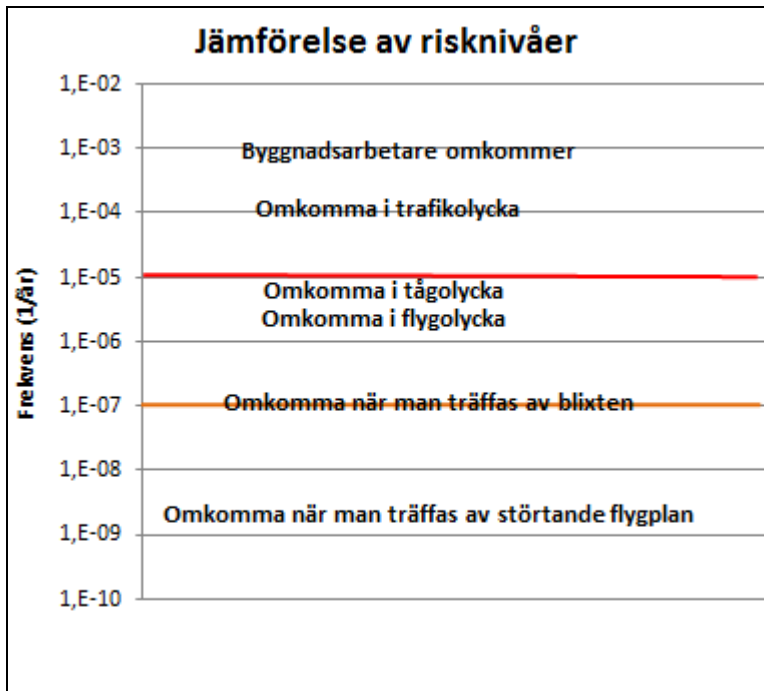 Jämförelse av risknivåer
1,E-02
1,E-03
Byggnadsarbetare omkommer
1,E-04
Omkomma i trafikolycka
1,E-05
Omkomma i tågolycka
Omkomma i flygolycka
1,E-06
1,E-07
Omkomma när man träffas av blixten
1,E-08
Omkomma när man träffas av störtande flygplan
1,E-09
1,E-10
Frekvens (1/år)